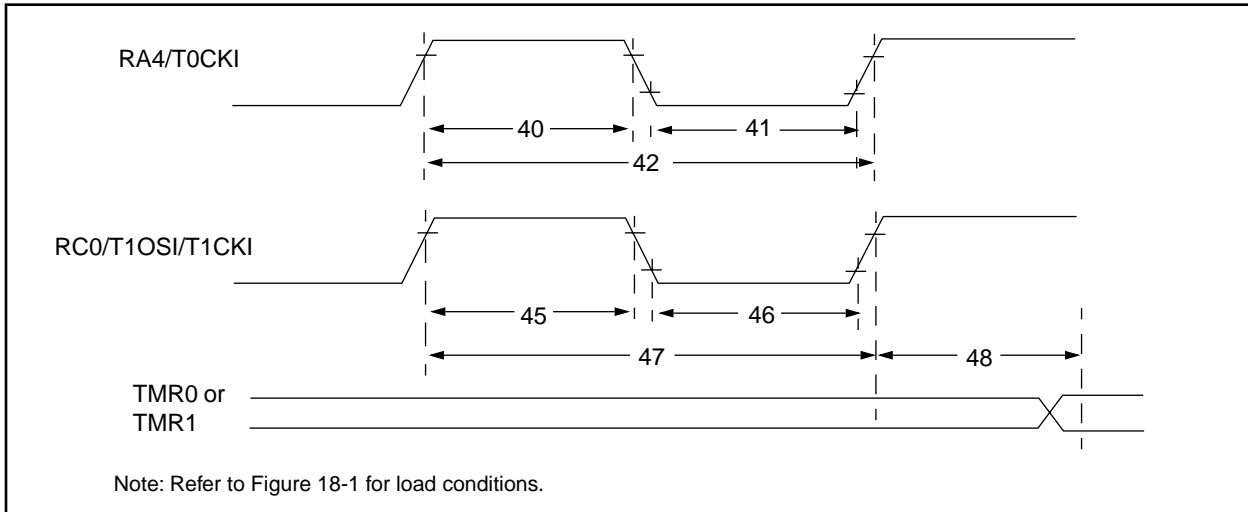 RA4/T0CKI
40
41
42
RC0/T1OSI/T1CKI
45
46
47
48
TMR0 or
TMR1
Note: Refer to Figure 18-1 for load conditions.